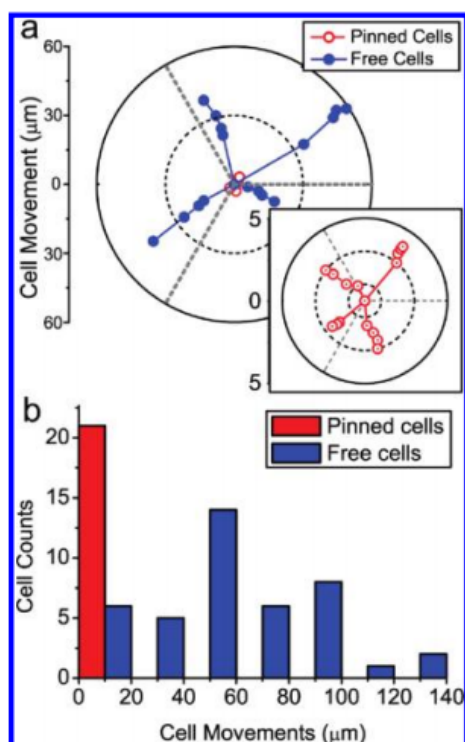 a
Pinned Cells
Free Cells
Cell Movement (μm)
60
30
0
30
60
5
0
5
b
Pinned cells
Free cells
Cell Counts
20
15
10
5
0
0 20 40 60 80 100 120 140
Cell Movements (μm)